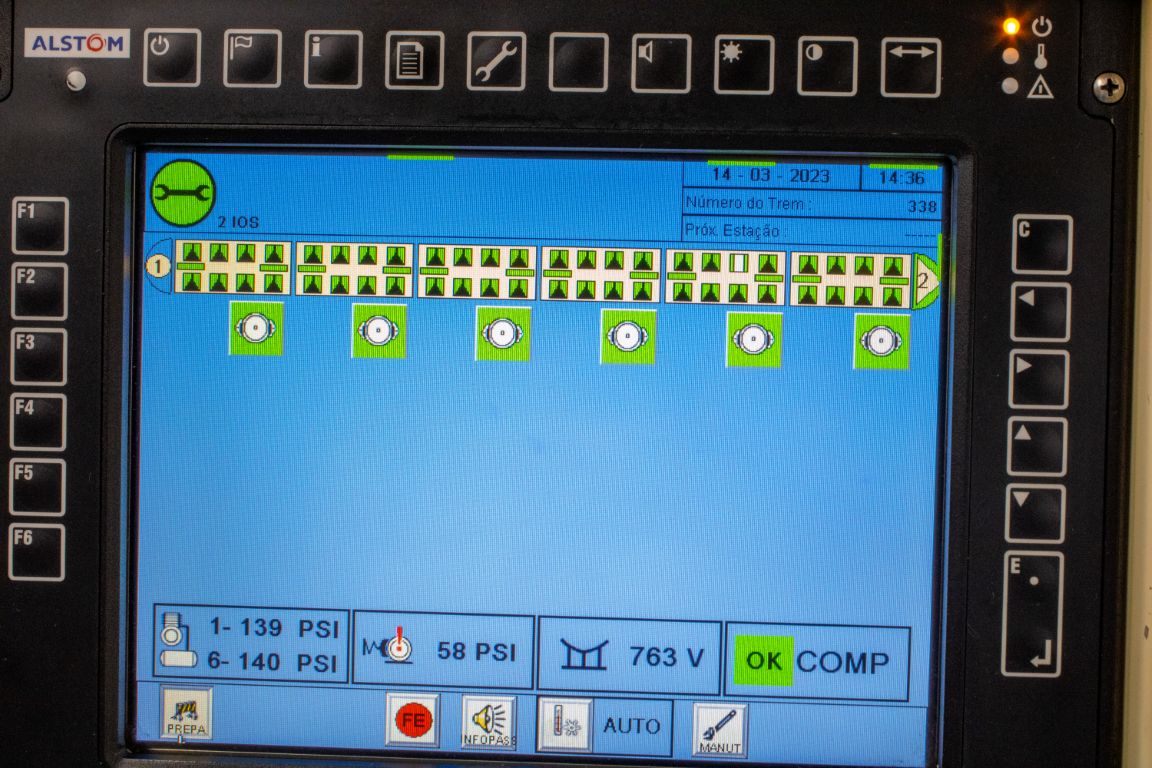 ALSTOM
F1
F2
F3
F4
F5
F6
C
E
14 - 03 - 2023 14:36
Número do Trem : 338
Próx. Estação : -----
2 IOS
1
2
1- 139 PSI
6- 140 PSI
58 PSI
763 V
OK COMP
PREPA
FE
INFOPASS
AUTO
MANUT